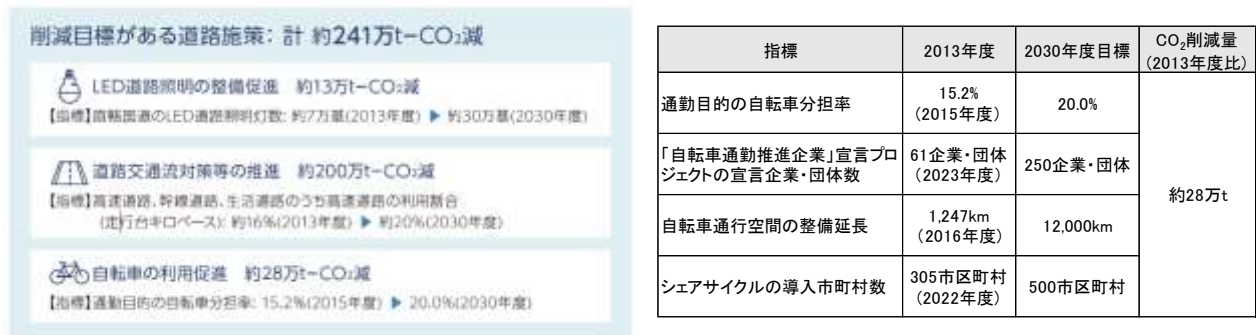 削減目標がある道路施策: 計 約241万t-CO₂減
LED道路照明の整備促進 約13万t-CO₂減
【指標】直轄国道のLED道路照明灯数: 約7万基(2013年度) ▶ 約30万基(2030年度)
道路交通流対策等の推進 約200万t-CO₂減
【指標】高速道路、幹線道路、生活道路のうち高速道路の利用割合
(走行台キロベース): 約16%(2013年度) ▶ 約20%(2030年度)
自転車の利用促進 約28万t-CO₂減
【指標】通勤目的の自転車分担率: 15.2%(2015年度) ▶ 20.0%(2030年度)
指標 2013年度 2030年度目標 CO₂削減量
(2013年度比)
通勤目的の自転車分担率 15.2%
(2015年度) 20.0%
「自転車通勤推進企業」宣言プロ
ジェクトの宣言企業・団体数 61企業・団体
(2023年度) 250企業・団体
約28万t
自転車通行空間の整備延長 1,247km
(2016年度) 12,000km
シェアサイクルの導入市町村数 305市区町村
(2022年度) 500市区町村